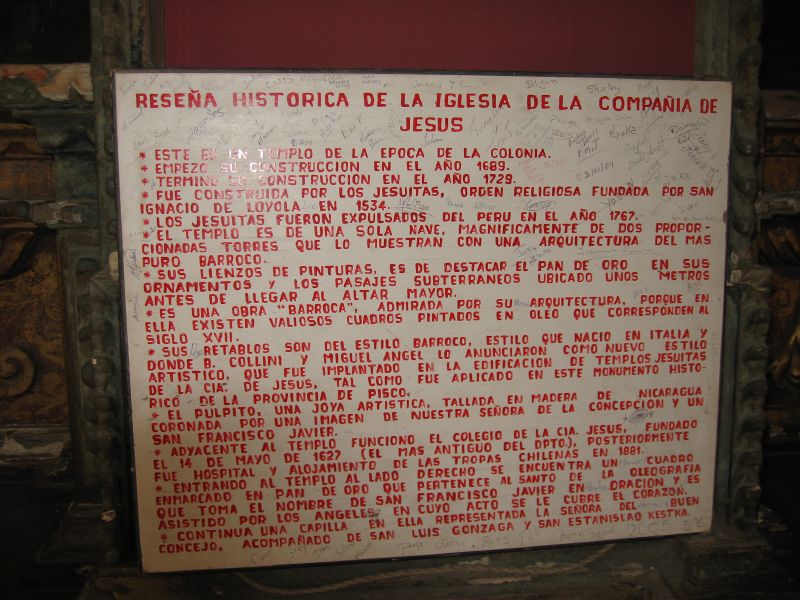 RESEÑA HISTORICA DE LA IGLESIA DE LA COMPAÑIA DE
JESUS
* ESTE ES UN TEMPLO DE LA EPOCA DE LA COLONIA.
* EMPEZO SU CONSTRUCCION EN EL AÑO 1689.
* TERMINO SU CONSTRUCCION EN EL AÑO 1729.
* FUE CONSTRUIDA POR LOS JESUITAS, ORDEN RELIGIOSA FUNDADA POR SAN
IGNACIO DE LOYOLA EN 1534.
* LOS JESUITAS FUERON EXPULSADOS DEL PERU EN EL AÑO 1767.
* EL TEMPLO ES DE UNA SOLA NAVE, MAGNIFICAMENTE DE DOS PROPOR-
CIONADAS TORRES QUE LO MUESTRAN CON UNA ARQUITECTURA DEL MAS
PURO BARROCO.
* SUS LIENZOS DE PINTURAS, ES DE DESTACAR EL PAN DE ORO EN SUS
ORNAMENTOS Y LOS PASAJES SUBTERRANEOS UBICADO UNOS METROS
ANTES DE LLEGAR AL ALTAR MAYOR.
* ES UNA OBRA "BARROCA", ADMIRADA POR SU ARQUITECTURA, PORQUE EN
ELLA EXISTEN VALIOSOS CUADROS PINTADOS EN OLEO QUE CORRESPONDEN AL
SIGLO XVII.
* SUS RETABLOS SON DEL ESTILO BARROCO, ESTILO QUE NACIO EN ITALIA Y
DONDE B. COLLINI Y MIGUEL ANGEL LO ANUNCIARON COMO NUEVO ESTILO
ARTISTICO, QUE FUE IMPLANTADO EN LA EDIFICACION DE TEMPLOS JESUITAS
DE LA CIA. DE JESUS, TAL COMO FUE APLICADO EN ESTE MONUMENTO HISTO-
RICO DE LA PROVINCIA DE PISCO.
* EL PULPITO, UNA JOYA ARTISTICA, TALLADA EN MADERA DE NICARAGUA
CORONADA POR UNA IMAGEN DE NUESTRA SEÑORA DE LA CONCEPCION Y UN
SAN FRANCISCO JAVIER.
* ADYACENTE AL TEMPLO FUNCIONO EL COLEGIO DE LA CIA. JESUS, FUNDADO
EL 14 DE MAYO DE 1627 (EL MAS ANTIGUO DEL DPTO.), POSTERIORMENTE
FUE HOSPITAL Y ALOJAMIENTO DE LAS TROPAS CHILENAS EN 1881.
* ENTRANDO AL TEMPLO AL LADO DERECHO SE ENCUENTRA UN CUADRO
ENMARCADO EN PAN DE ORO QUE PERTENECE AL SANTO DE LA OLEOGRAFIA
QUE TOMA EL NOMBRE DE SAN FRANCISCO JAVIER EN ORACION Y ES
ASISTIDO POR LOS ANGELES, EN CUYO ACTO SE LE CUBRE EL CORAZON.
* CONTINUA UNA CAPILLA EN ELLA REPRESENTADA LA SEÑORA DEL BUEN
CONCEJO, ACOMPAÑADO DE SAN LUIS GONZAGA Y SAN ESTANISLAO KESTKA.